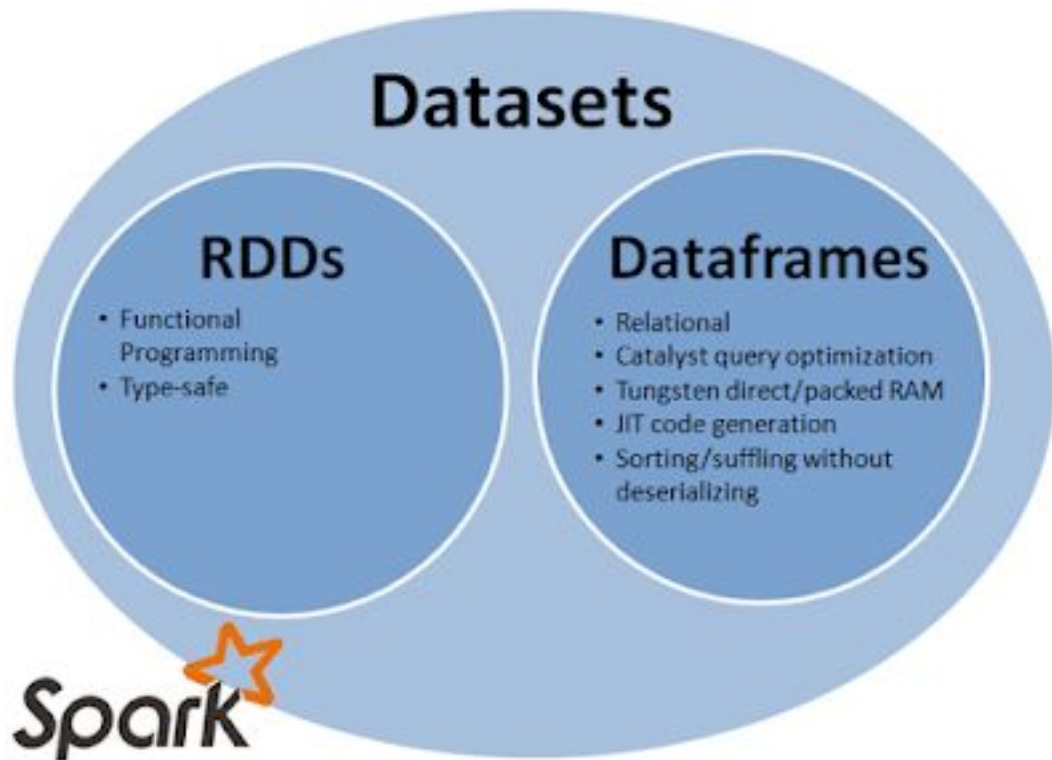 Datasets
RDDs
• Functional
Programming
• Type-safe
Dataframes
• Relational
• Catalyst query optimization
• Tungsten direct/packed RAM
• JIT code generation
• Sorting/suffling without
deserializing
Spark